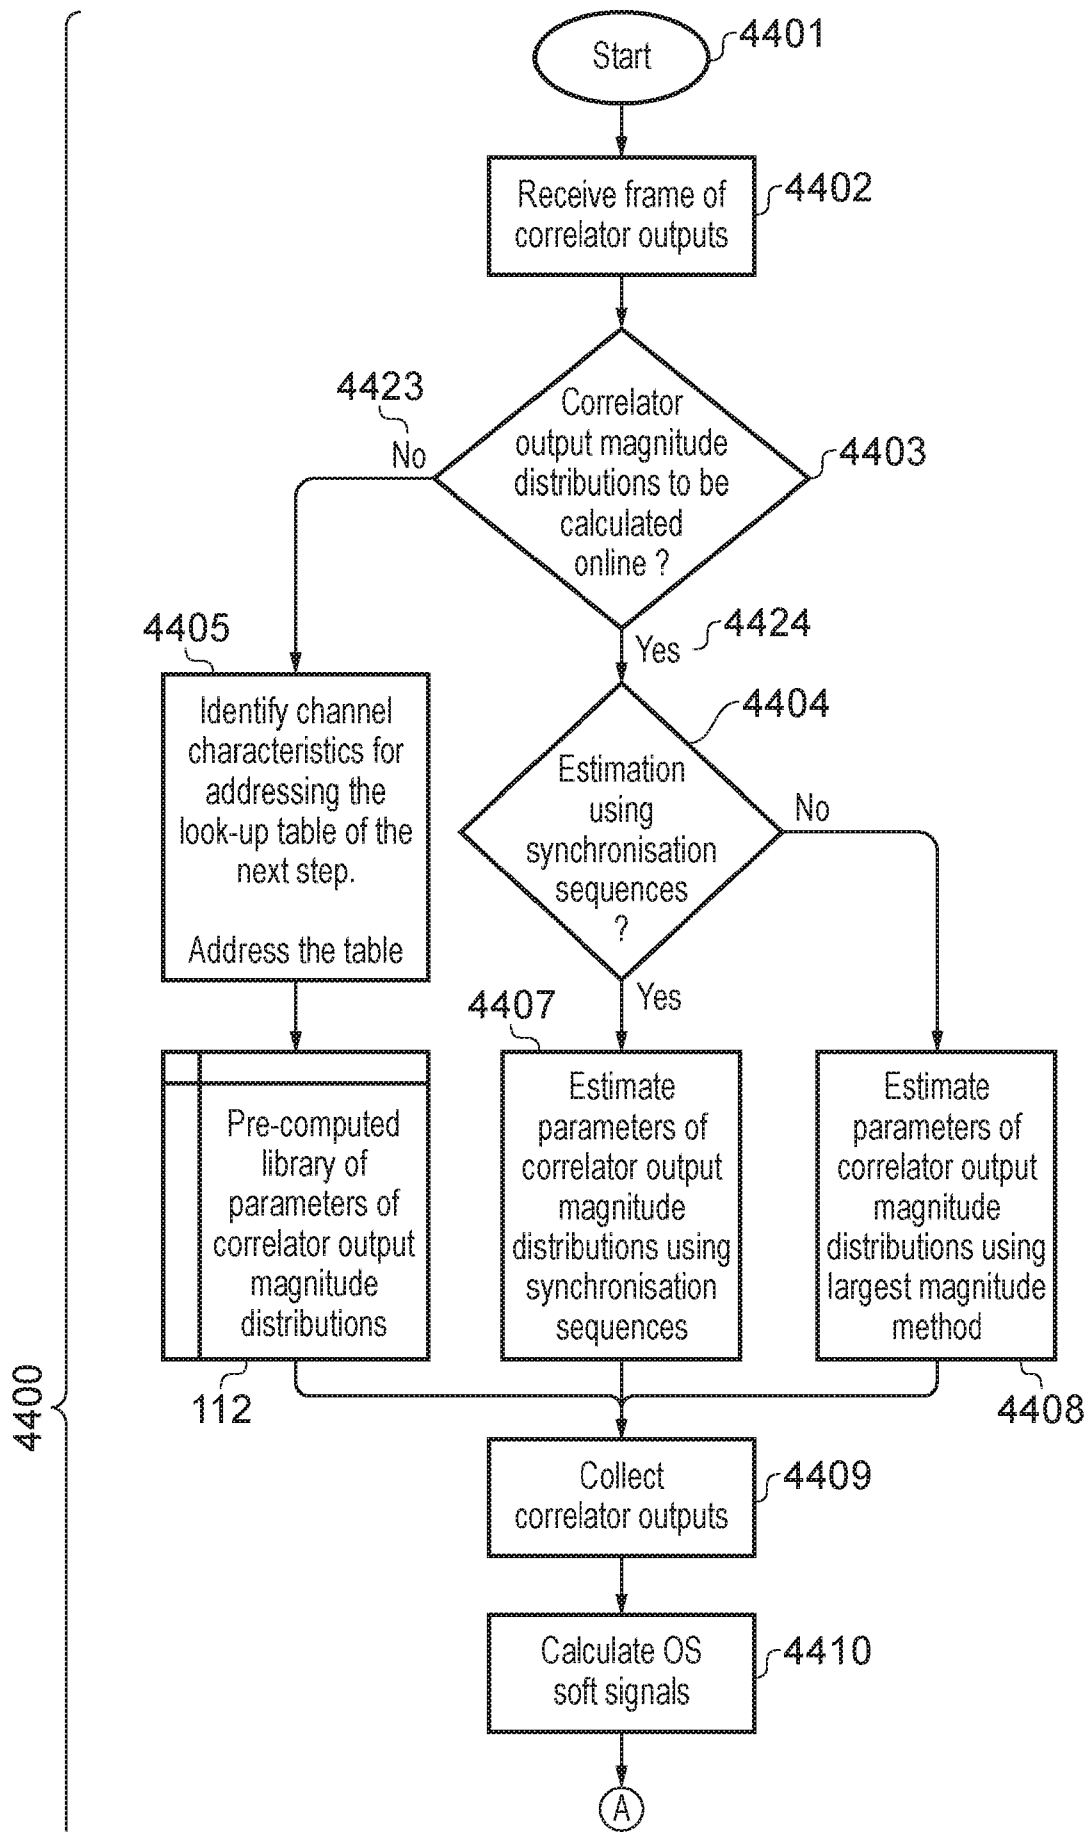 4401
Start
4402
Receive frame of
correlator outputs
4423
No
Correlator
output magnitude
distributions to be
calculated
online ?
4403
4405
Yes
4424
Identify channel
characteristics for
addressing the
look-up table of the
next step.
Address the table
4404
Estimation
using
synchronisation
sequences
?
No
Yes
4407
Pre-computed
library of
parameters of
correlator output
magnitude
distributions
112
Estimate
parameters of
correlator output
magnitude
distributions using
synchronisation
sequences
Estimate
parameters of
correlator output
magnitude
distributions using
largest magnitude
method
4408
4400
Collect
correlator outputs
4409
Calculate OS
soft signals
4410
A